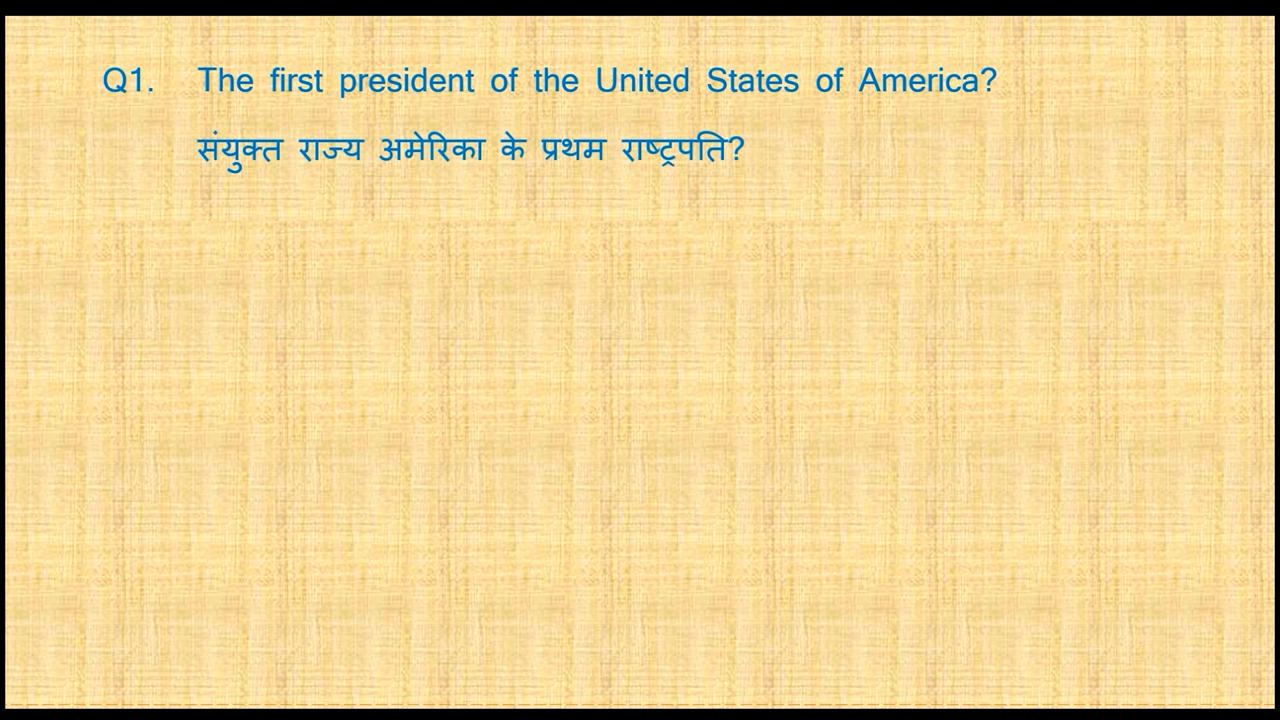 Q1. The first president of the United States of America?
संयुक्त राज्य अमेरिका के प्रथम राष्ट्रपति?